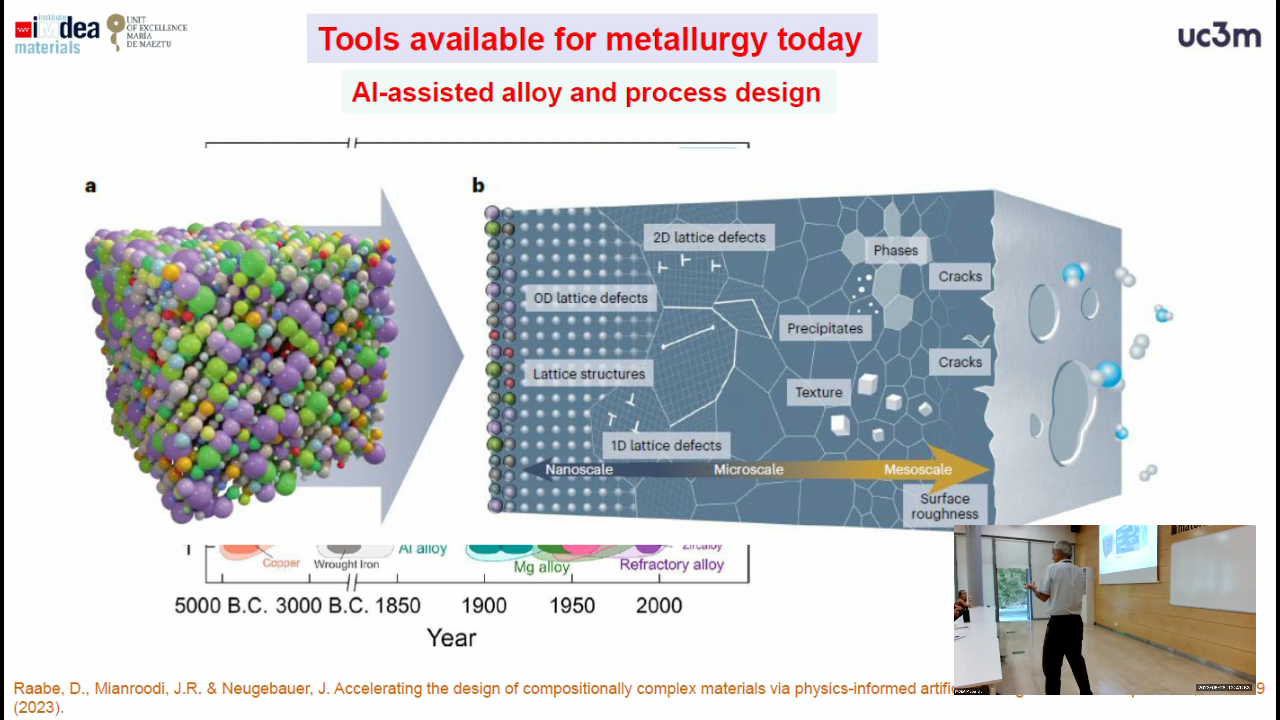 institute
iMdea
materials
UNIT
OF EXCELLENCE
MARÍA
DE MAEZTU
Tools available for metallurgy today
uc3m
AI-assisted alloy and process design
a
b
2D lattice defects
Phases
Cracks
0D lattice defects
Precipitates
Cracks
Lattice structures
Texture
1D lattice defects
Nanoscale
Microscale
Mesoscale
Surface
roughness
Copper
Wrought Iron
Al alloy
Mg alloy
Zircaloy
Refractory alloy
5000 B.C. 3000 B.C. 1850 1900 1950 2000
Year
Raabe, D., Mianroodi, J.R. & Neugebauer, J. Accelerating the design of compositionally complex materials via physics-informed
(2023).